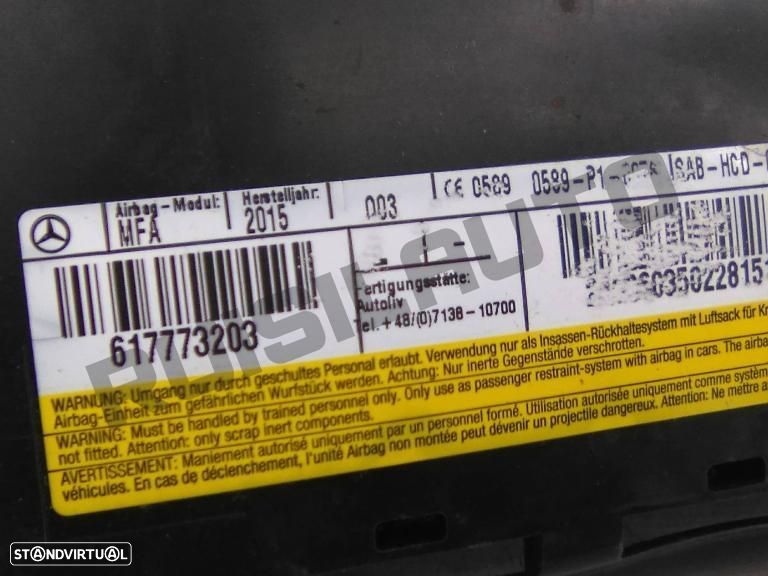 Airbag-Modul:
MFA
Herstelljahr:
2015
003
CE 0589 0589-P1- SAB-HCD-
617773203
Fertigungsstätte:
Autoliv
Tel.+48/(0)7138-10700
0350228151
WARNUNG: Umgang nur durch geschultes Personal erlaubt. Verwendung nur als Insassen-Rückhaltesystem mit Luftsack für
Airbag-Einheit zum gefährlichen Wurfstück werden. Achtung: Nur inerte Gegenstände verschrotten.
WARNING: Must be handled by trained personnel only. Only use as passenger restraint-system with airbag in cars. The airbag
not fitted. Attention: only scrap inert components.
AVERTISSEMENT: Maniement autorisé uniquement par un personnel formé. Utilisation autorisée uniquement comme système
véhicules. En cas de déclenchement, l'unité Airbag non montée peut devenir un projectile dangereux. Attention: Ne mettre
PUISILAUTO
STANDVIRTUAL